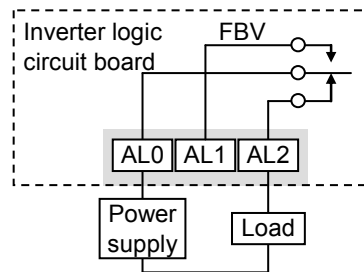 Inverter logic
circuit board
FBV
AL0 AL1 AL2
Power
supply
Load